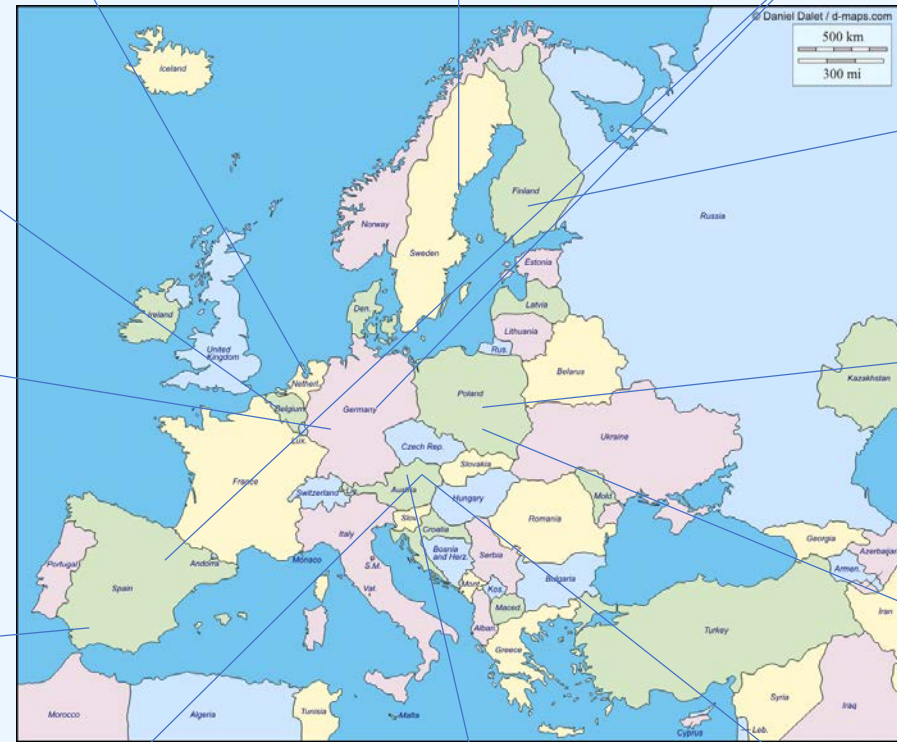 © Daniel Dalet / d-maps.com
500 km
300 mi
Iceland
Finland
Russia
Norway
Sweden
Estonia
Latvia
Den.
Ireland
Lithuania
United
Kingdom
Rus.
Belarus
Netherl.
Kazakhstan
Poland
Belgium
Germany
Lux.
Ukraine
Czech Rep.
Slovakia
France
Switzerland
Austria
Hungary
Mold.
Slov.
Romania
Croatia
Italy
Georgia
Bosnia
and Herz.
Serbia
Azerbaijan
Portugal
Andorra
Monaco
S.M.
Armen.
Vat.
Mont.
Kos.
Bulgaria
Spain
Maced.
Iran
Alban.
Turkey
Greece
Syria
Morocco
Algeria
Tunisia
Malta
Iraq
Cyprus
Leb.